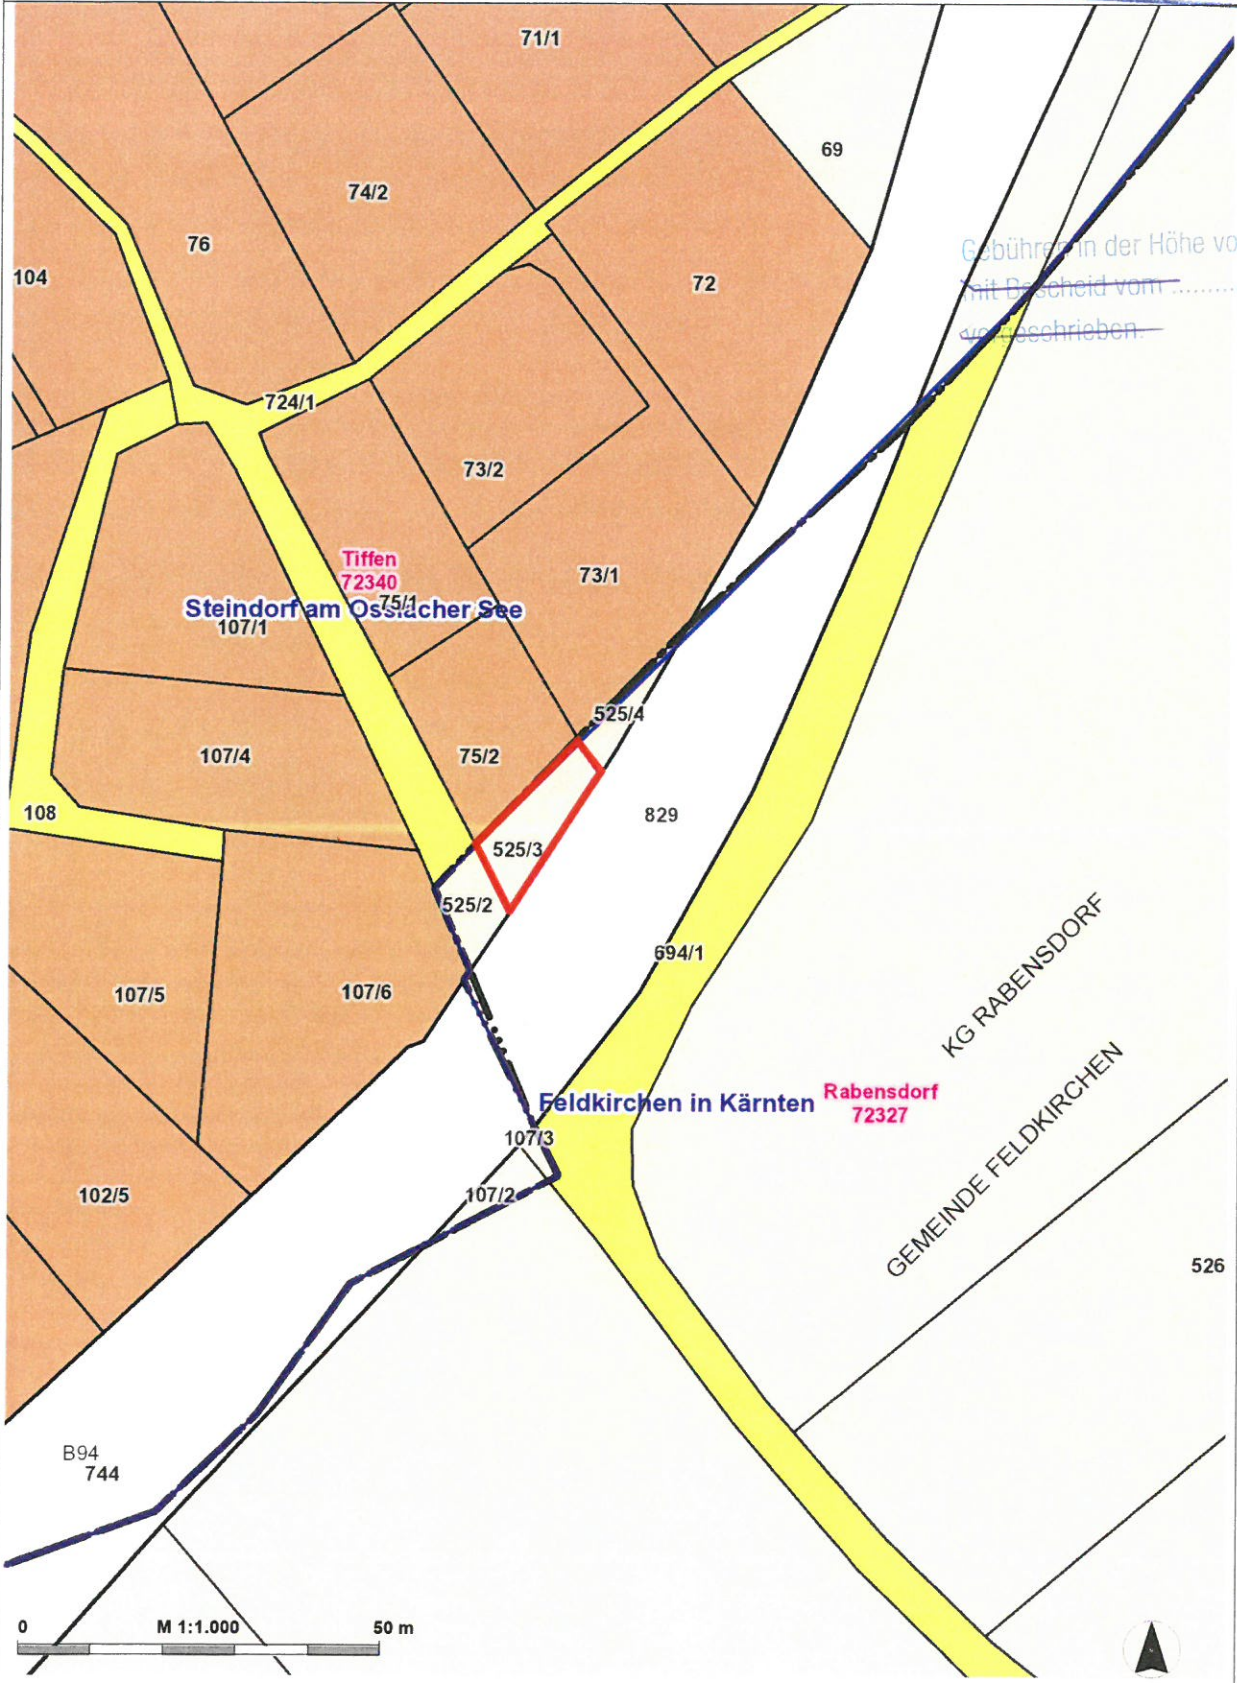 71/1
69
74/2
76
104
72
Gebühren in der Höhe vo
mit Bescheid vom .........
vorgeschrieben.
724/1
73/2
Tiffen
72340
73/1
75/1
Steindorf am Ossiacher See
107/1
525/4
107/4
75/2
108
829
525/3
525/2
694/1
107/5
107/6
KG RABENSDORF
GEMEINDE FELDKIRCHEN
Feldkirchen in Kärnten
Rabensdorf
72327
107/3
107/2
102/5
526
B94
744
0 M 1:1.000 50 m